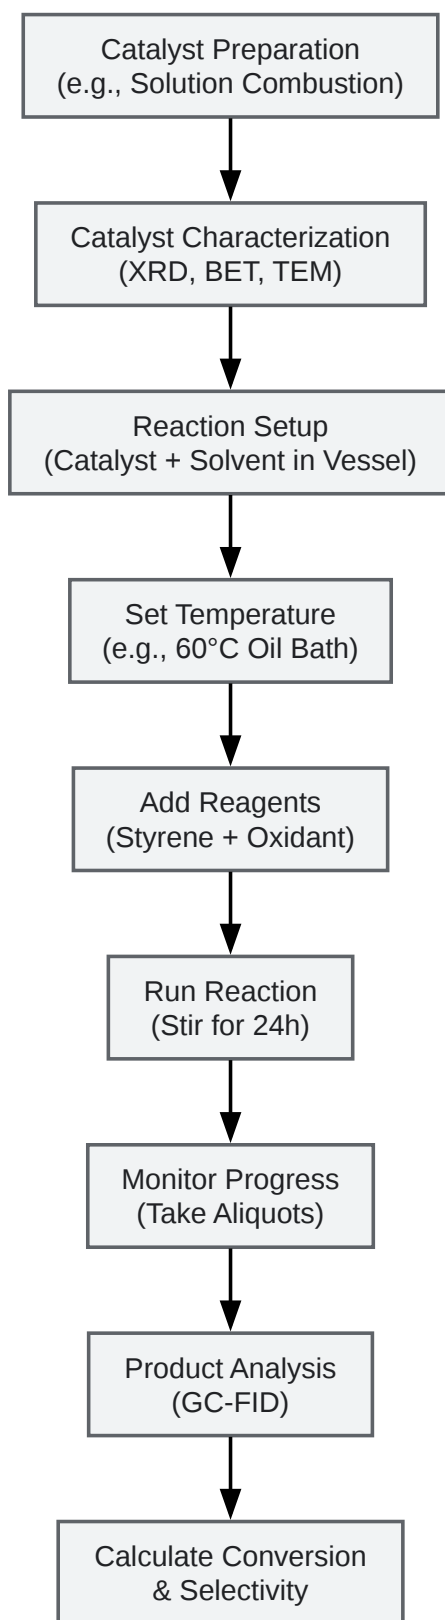 Catalyst Preparation
(e.g., Solution Combustion)
Catalyst Characterization
(XRD, BET, TEM)
Reaction Setup
(Catalyst + Solvent in Vessel)
Set Temperature
(e.g., 60°C Oil Bath)
Add Reagents
(Styrene + Oxidant)
Run Reaction
(Stir for 24h)
Monitor Progress
(Take Aliquots)
Product Analysis
(GC-FID)
Calculate Conversion
& Selectivity